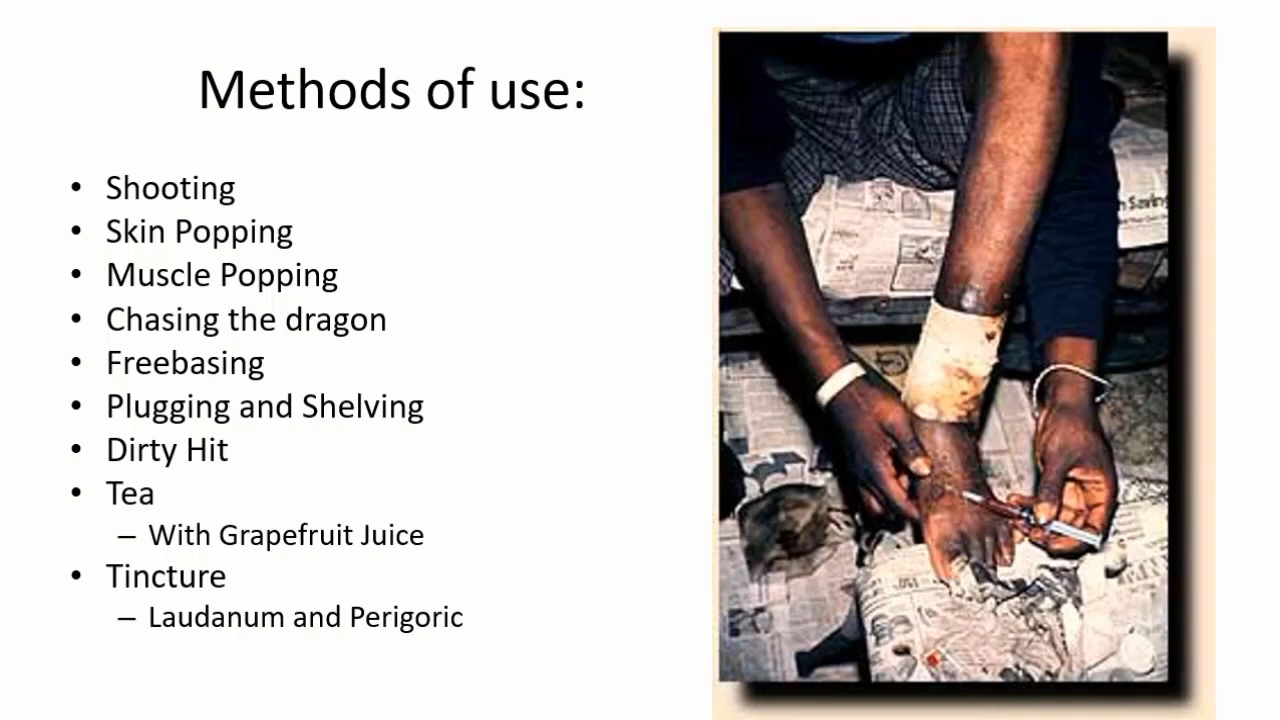 Methods of use:
• Shooting
• Skin Popping
• Muscle Popping
• Chasing the dragon
• Freebasing
• Plugging and Shelving
• Dirty Hit
• Tea
– With Grapefruit Juice
• Tincture
– Laudanum and Perigoric